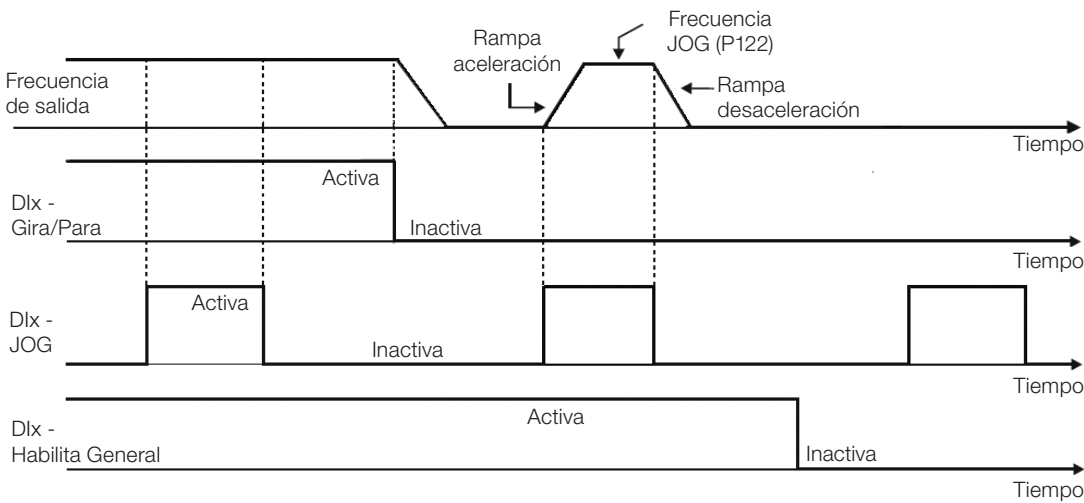 Frecuencia
JOG (P122)
Rampa
aceleración
Frecuencia
de salida
Rampa
desaceleración
Tiempo
DIx -
Gira/Para
Activa
Inactiva
Tiempo
DIx -
JOG
Activa
Inactiva
Tiempo
DIx -
Habilita General
Activa
Inactiva
Tiempo